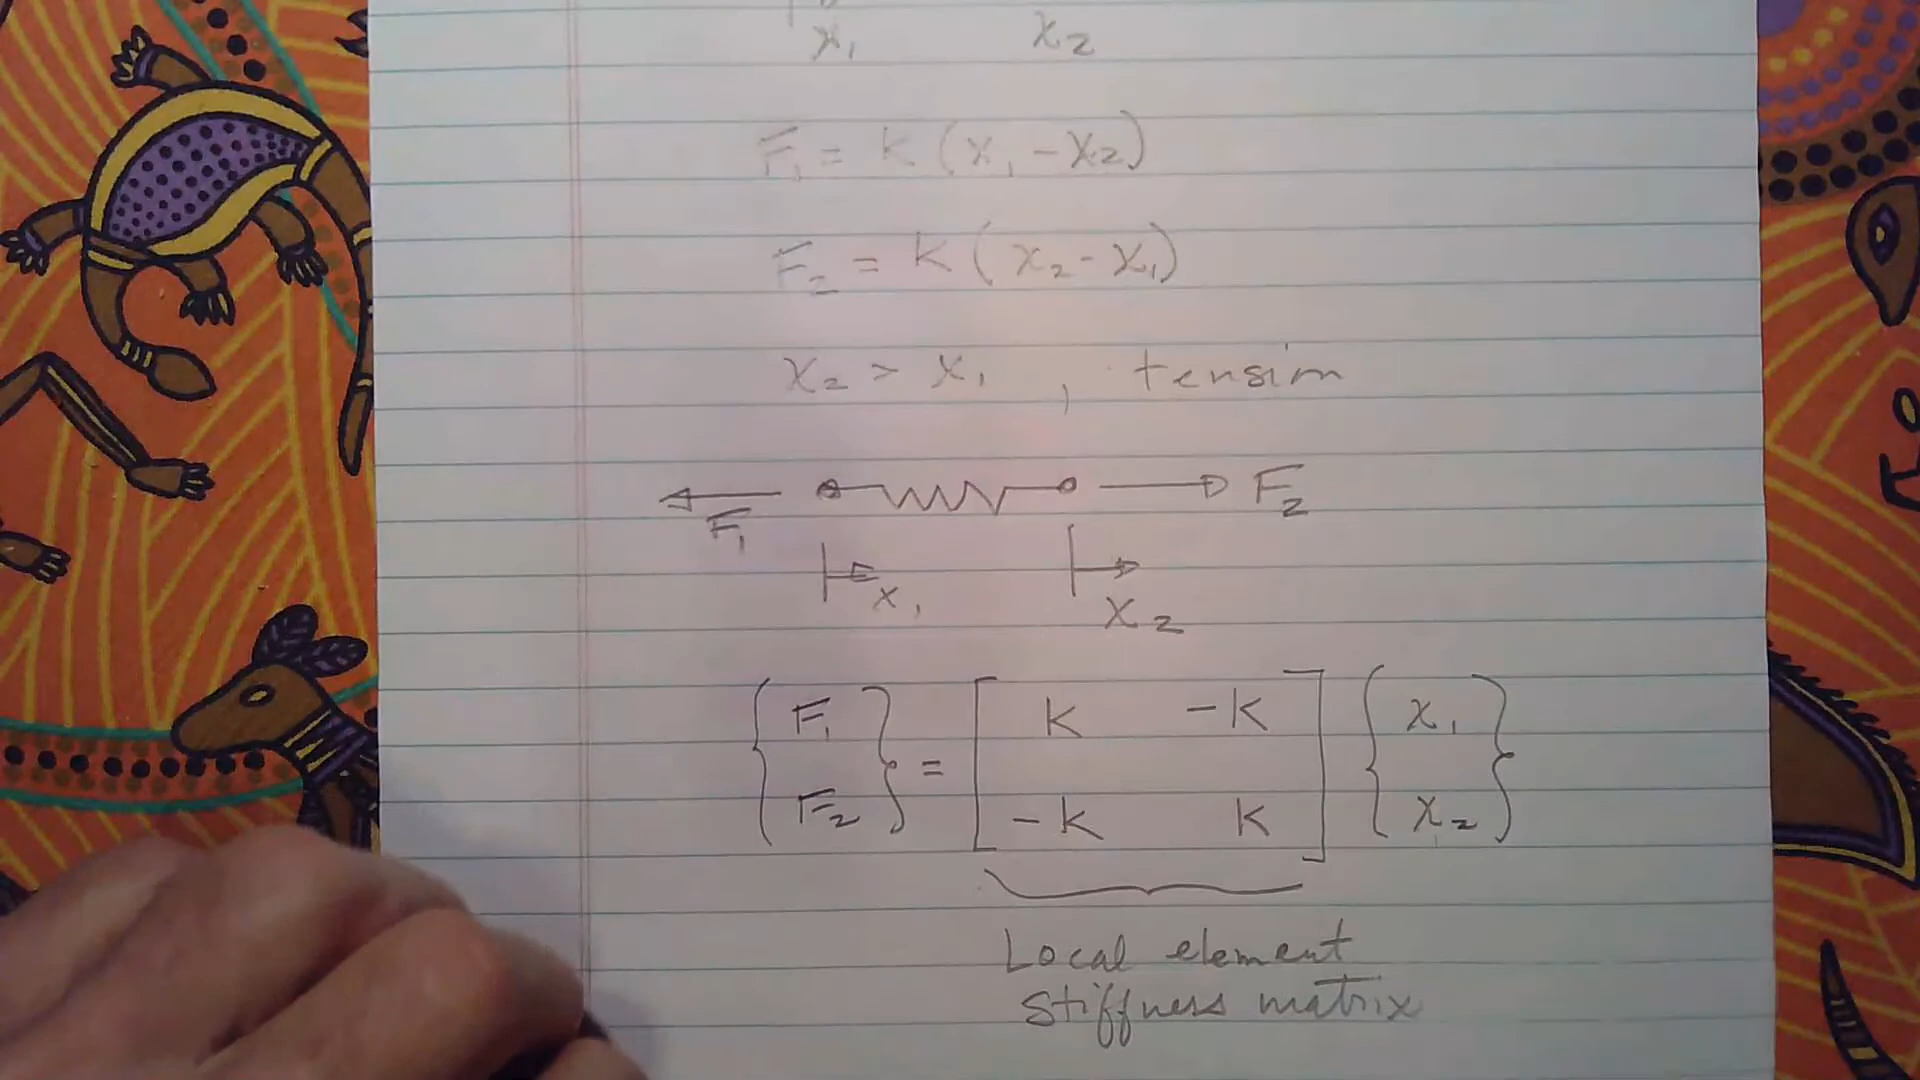 x₁ x₂
F₁ = K (x₁ - x₂)
F₂ = K (x₂ - x₁)
x₂ > x₁ , tension
F₁ F₂
x₁ x₂
{F₁ F₂} = [K -K
-K K] {x₁ x₂}
Local element
stiffness matrix